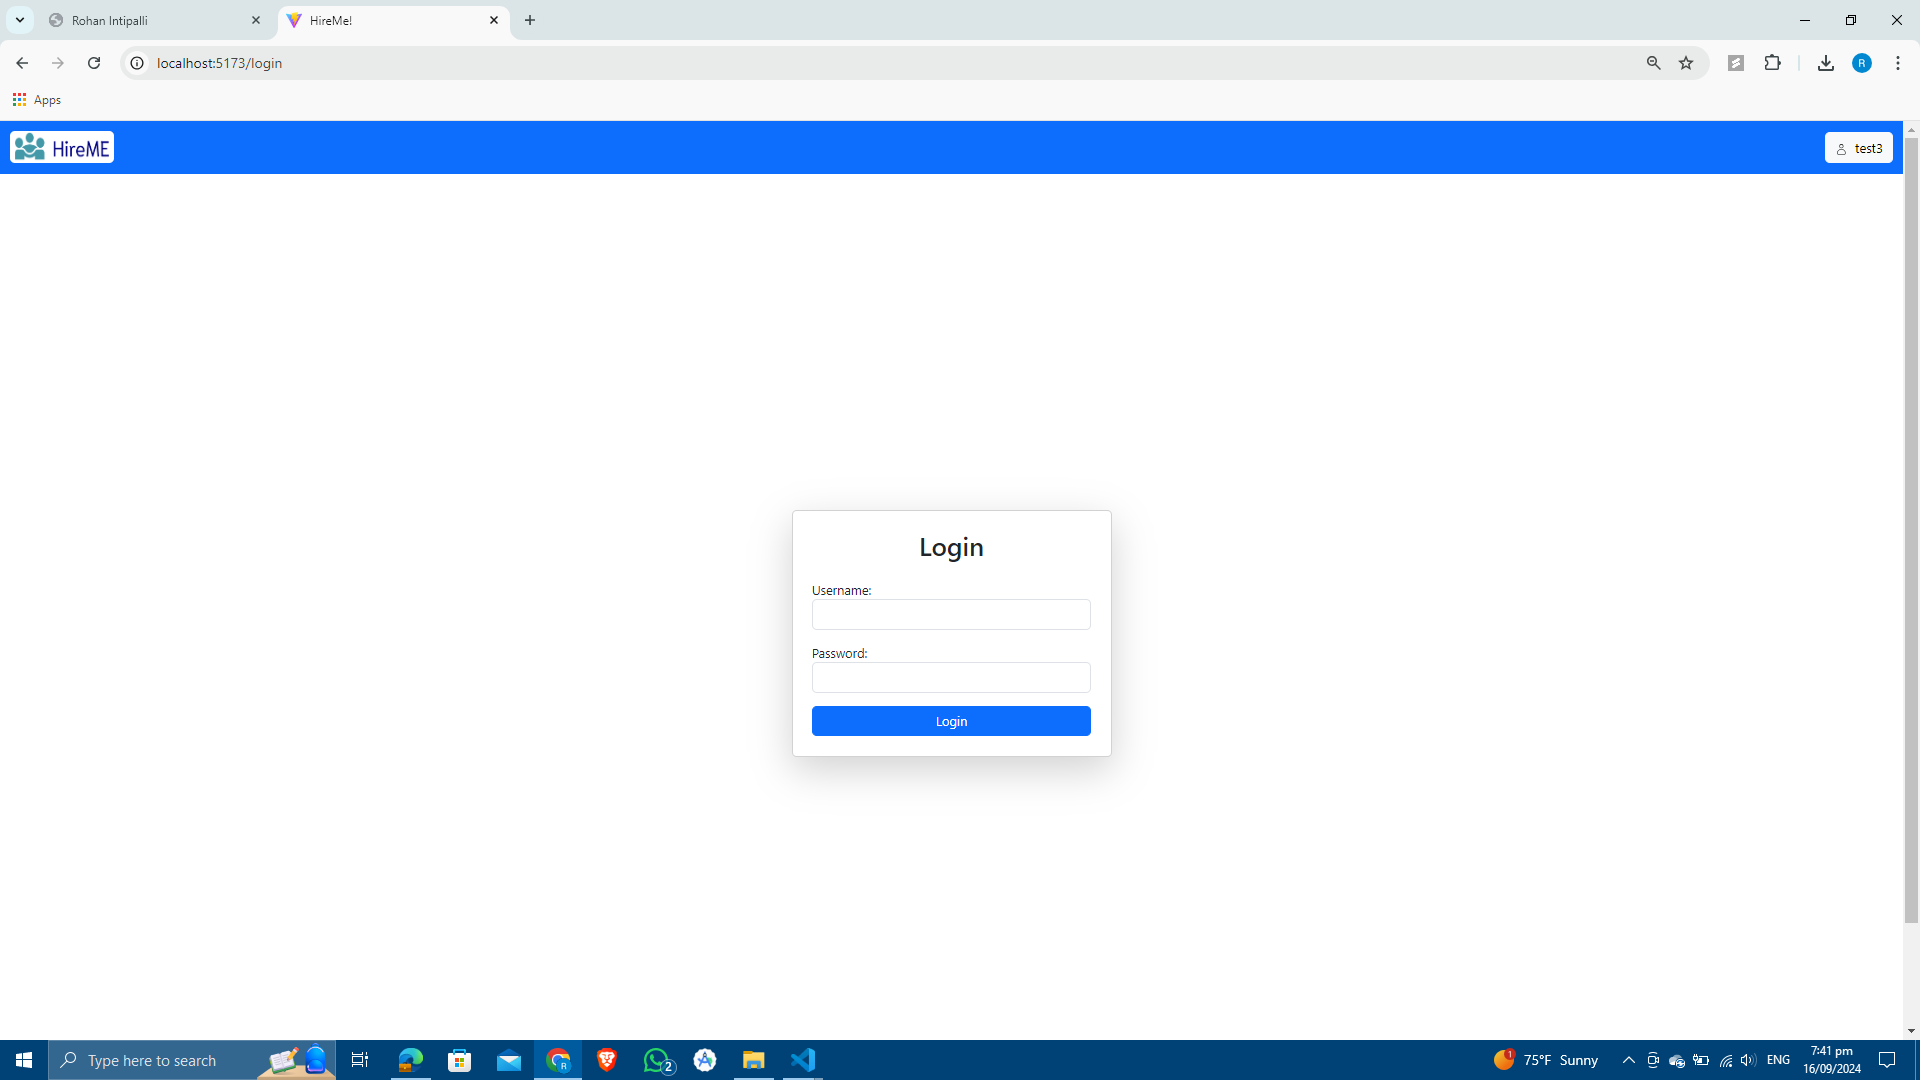 Rohan Intipalli
HireMe!
localhost:5173/login
R
Apps
HireME
test3
Login
Username:
Password:
Login
Type here to search
R
2
1
75°F Sunny
ENG
7:41 pm
16/09/2024